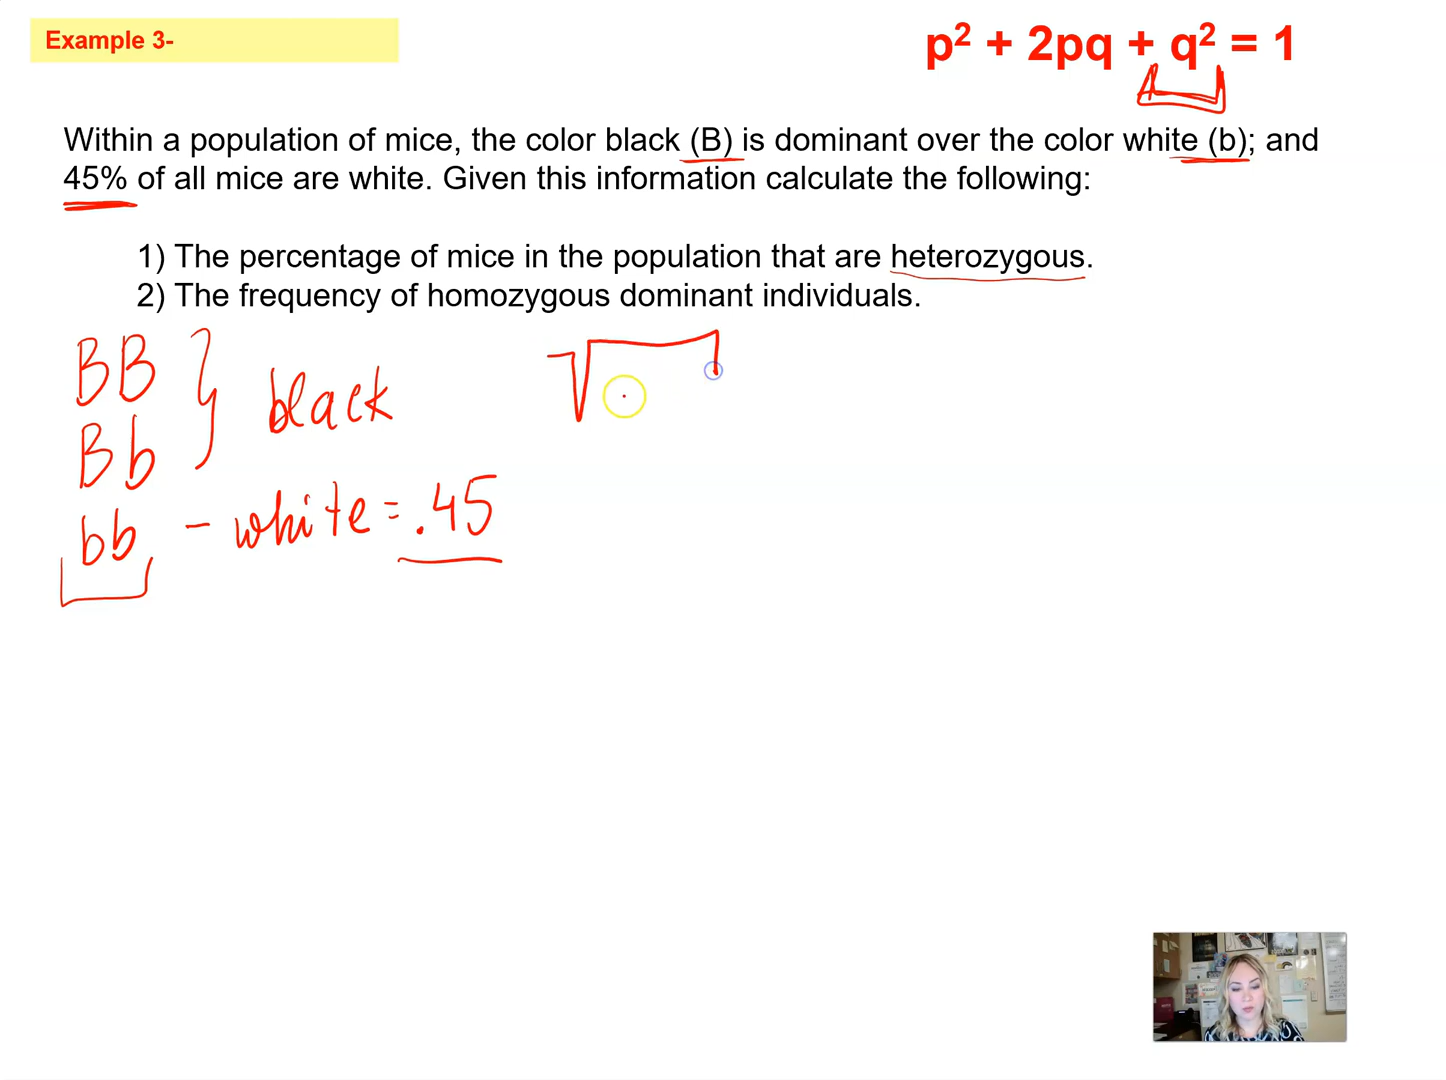 Example 3-
p² + 2pq + q² = 1
Within a population of mice, the color black (B) is dominant over the color white (b); and
45% of all mice are white. Given this information calculate the following:
1) The percentage of mice in the population that are heterozygous.
2) The frequency of homozygous dominant individuals.
BB
Bb
} black
bb - white = .45
√